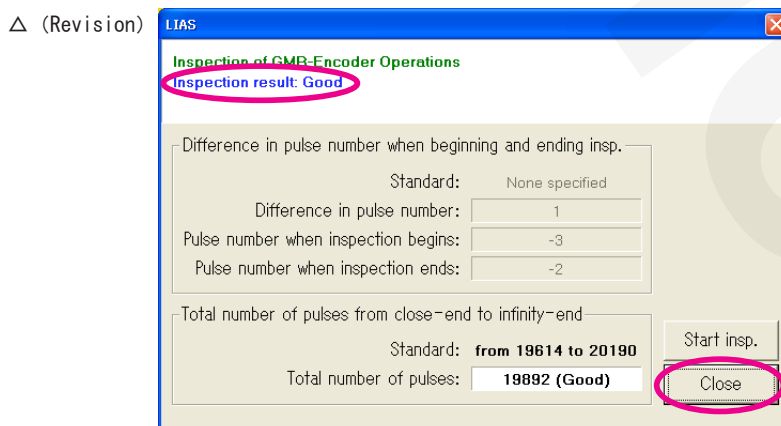 △ (Revision)
LIAS
Inspection of GMR-Encoder Operations
Inspection result: Good
Difference in pulse number when beginning and ending insp.
Standard: None specified
Difference in pulse number: 1
Pulse number when inspection begins: -3
Pulse number when inspection ends: -2
Total number of pulses from close-end to infinity-end
Standard: from 19614 to 20190
Total number of pulses: 19892 (Good)
Start insp.
Close